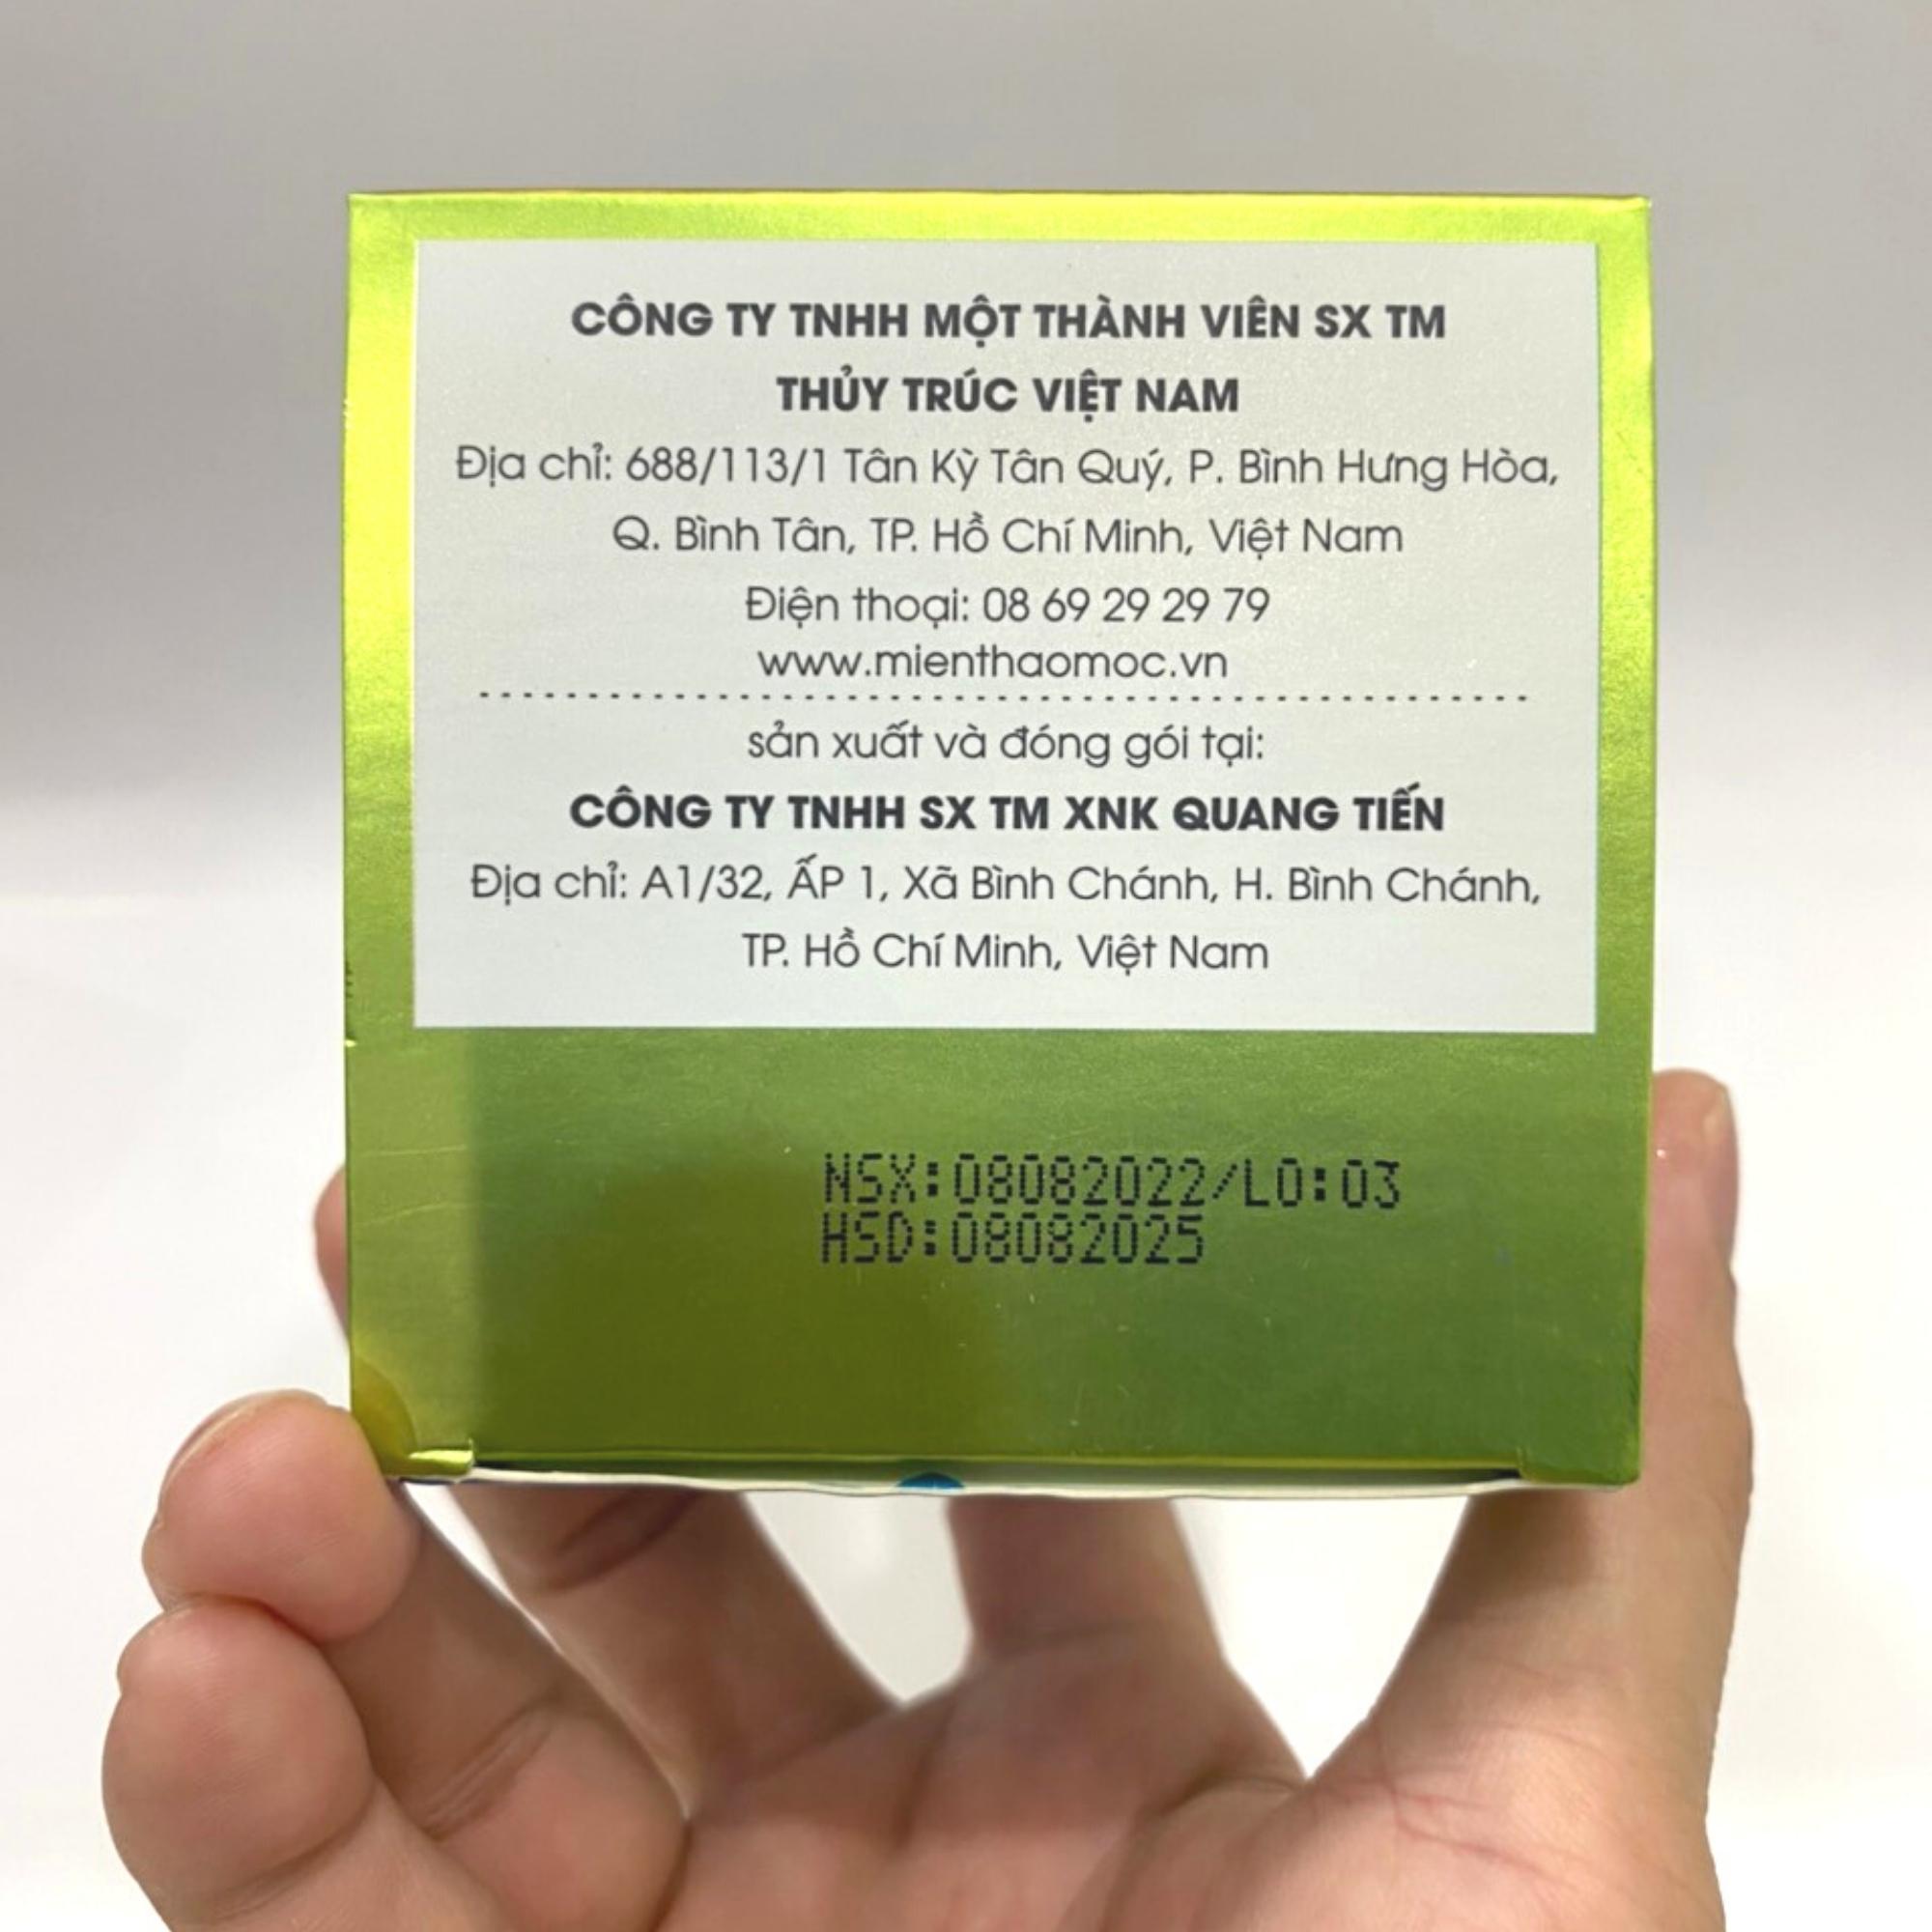 CÔNG TY TNHH MỘT THÀNH VIÊN SX TM
THỦY TRÚC VIỆT NAM
Địa chỉ: 688/113/1 Tân Kỳ Tân Quý, P. Bình Hưng Hòa,
Q. Bình Tân, TP. Hồ Chí Minh, Việt Nam
Điện thoại: 08 69 29 29 79
www.mienthaomoc.vn
sản xuất và đóng gói tại:
CÔNG TY TNHH SX TM XNK QUANG TIẾN
Địa chỉ: A1/32, ẤP 1, Xã Bình Chánh, H. Bình Chánh,
TP. Hồ Chí Minh, Việt Nam
NSX:08082022/LO:03
HSD:08082025